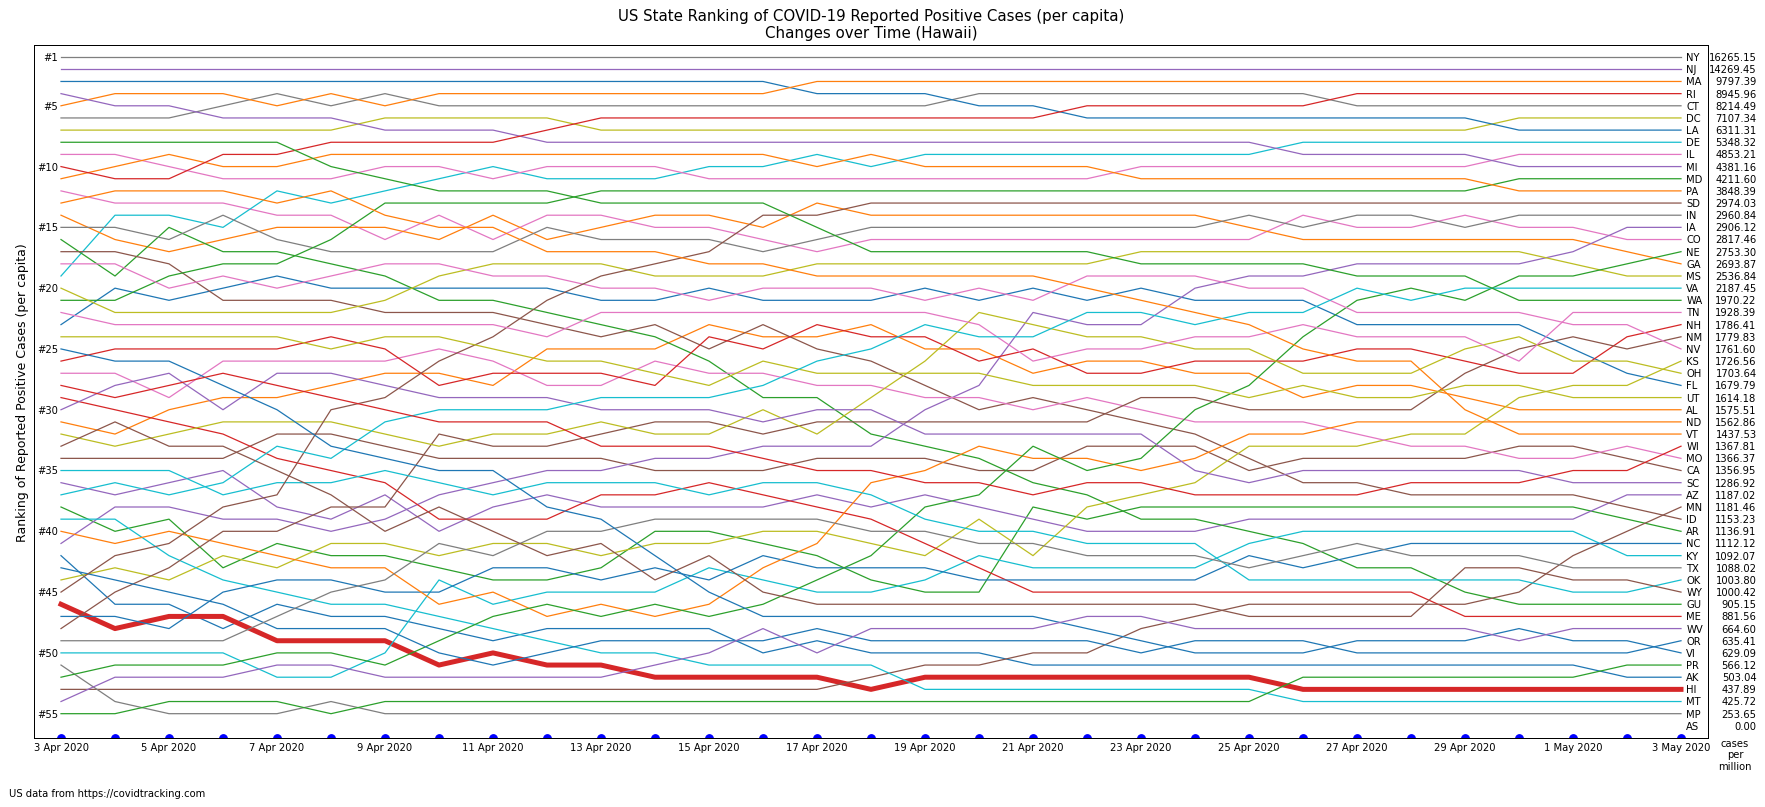 US State Ranking of COVID-19 Reported Positive Cases (per capita)
Changes over Time (Hawaii)
Ranking of Reported Positive Cases (per capita)
#1
#5
#10
#15
#20
#25
#30
#35
#40
#45
#50
#55
NY 16265.15
NJ 14269.45
MA 9797.39
RI 8945.96
CT 8214.49
DC 7107.34
LA 6311.31
DE 5348.32
IL 4853.21
MI 4381.16
MD 4211.60
PA 3848.39
SD 2974.03
IN 2960.84
IA 2906.12
CO 2817.46
NE 2753.30
GA 2693.87
MS 2536.84
VA 2187.45
WA 1970.22
TN 1928.39
NH 1786.41
NM 1779.83
NV 1761.60
KS 1726.56
OH 1703.64
FL 1679.79
UT 1614.18
AL 1575.51
ND 1562.86
VT 1437.53
WI 1367.81
MO 1366.37
CA 1356.95
SC 1286.92
AZ 1187.02
MN 1181.46
ID 1153.23
AR 1136.91
NC 1112.12
KY 1092.07
TX 1088.02
OK 1003.80
WY 1000.42
GU 905.15
ME 881.56
WV 664.60
OR 635.41
VI 629.09
PR 566.12
AK 503.04
HI 437.89
MT 425.72
MP 253.65
AS 0.00
3 Apr 2020 5 Apr 2020 7 Apr 2020 9 Apr 2020 11 Apr 2020 13 Apr 2020 15 Apr 2020 17 Apr 2020 19 Apr 2020 21 Apr 2020 23 Apr 2020 25 Apr 2020 27 Apr 2020 29 Apr 2020 1 May 2020 3 May 2020
cases
per
million
US data from https://covidtracking.com